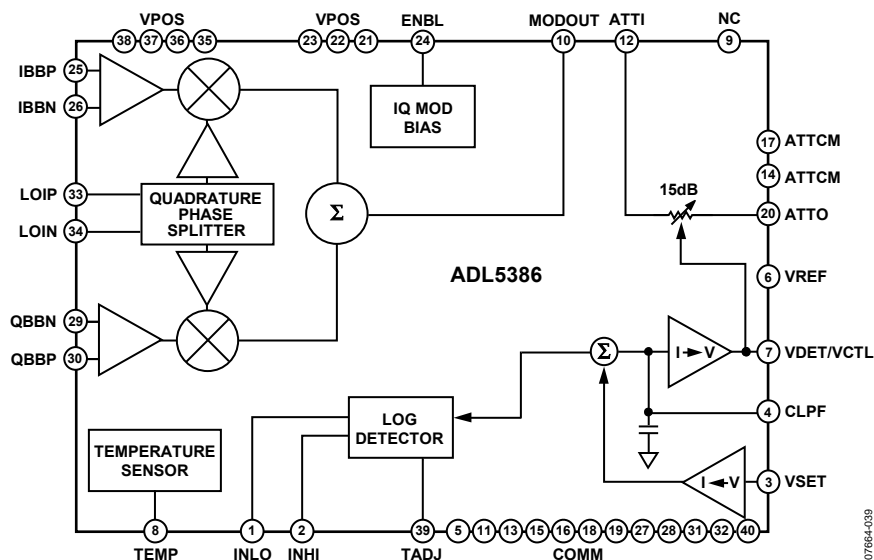 VPOS
VPOS
ENBL
MODOUT
ATTI
NC
38 37 36 35
23 22 21
24
10
12
9
IBBP 25
IBBN 26
IQ MOD
BIAS
17 ATTCM
14 ATTCM
15dB
20 ATTO
LOIP 33
LOIN 34
QUADRATURE
PHASE
SPLITTER
Σ
ADL5386
6 VREF
QBBN 29
QBBP 30
Σ
I V
7 VDET/VCTL
4 CLPF
LOG
DETECTOR
TEMPERATURE
SENSOR
I V
3 VSET
8
1
2
39
5 11 13 15 16 18 19 27 28 31 32 40
TEMP
INLO
INHI
TADJ
COMM
07664-039